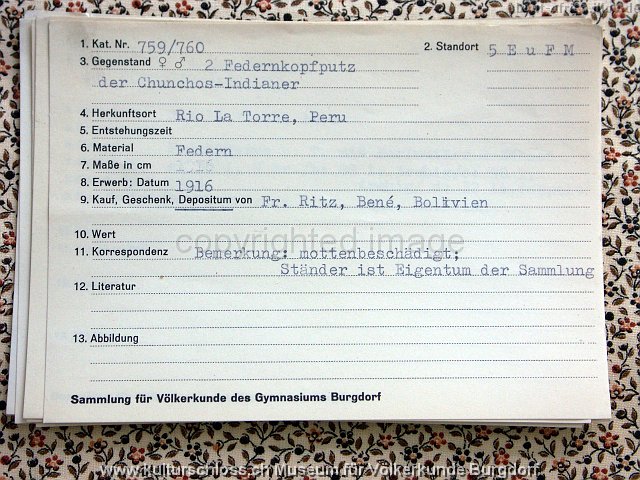 1. Kat. Nr. 759/760 2. Standort 5 E u F M
3. Gegenstand ♀ ♂ 2 Federnkopfputz
der Chunchos-Indianer
4. Herkunftsort Rio La Torre, Peru
5. Entstehungszeit
6. Material Federn
7. Maße in cm
8. Erwerb: Datum 1916
9. Kauf, Geschenk, Depositum von Fr. Ritz, Bené, Bolivien
10. Wert
copyrighted image
11. Korrespondenz Bemerkung: mottenbeschädigt;
Ständer ist Eigentum der Sammlung
12. Literatur
13. Abbildung
Sammlung für Völkerkunde des Gymnasiums Burgdorf
www.kulturschloss.ch Museum für Völkerkunde Burgdorf